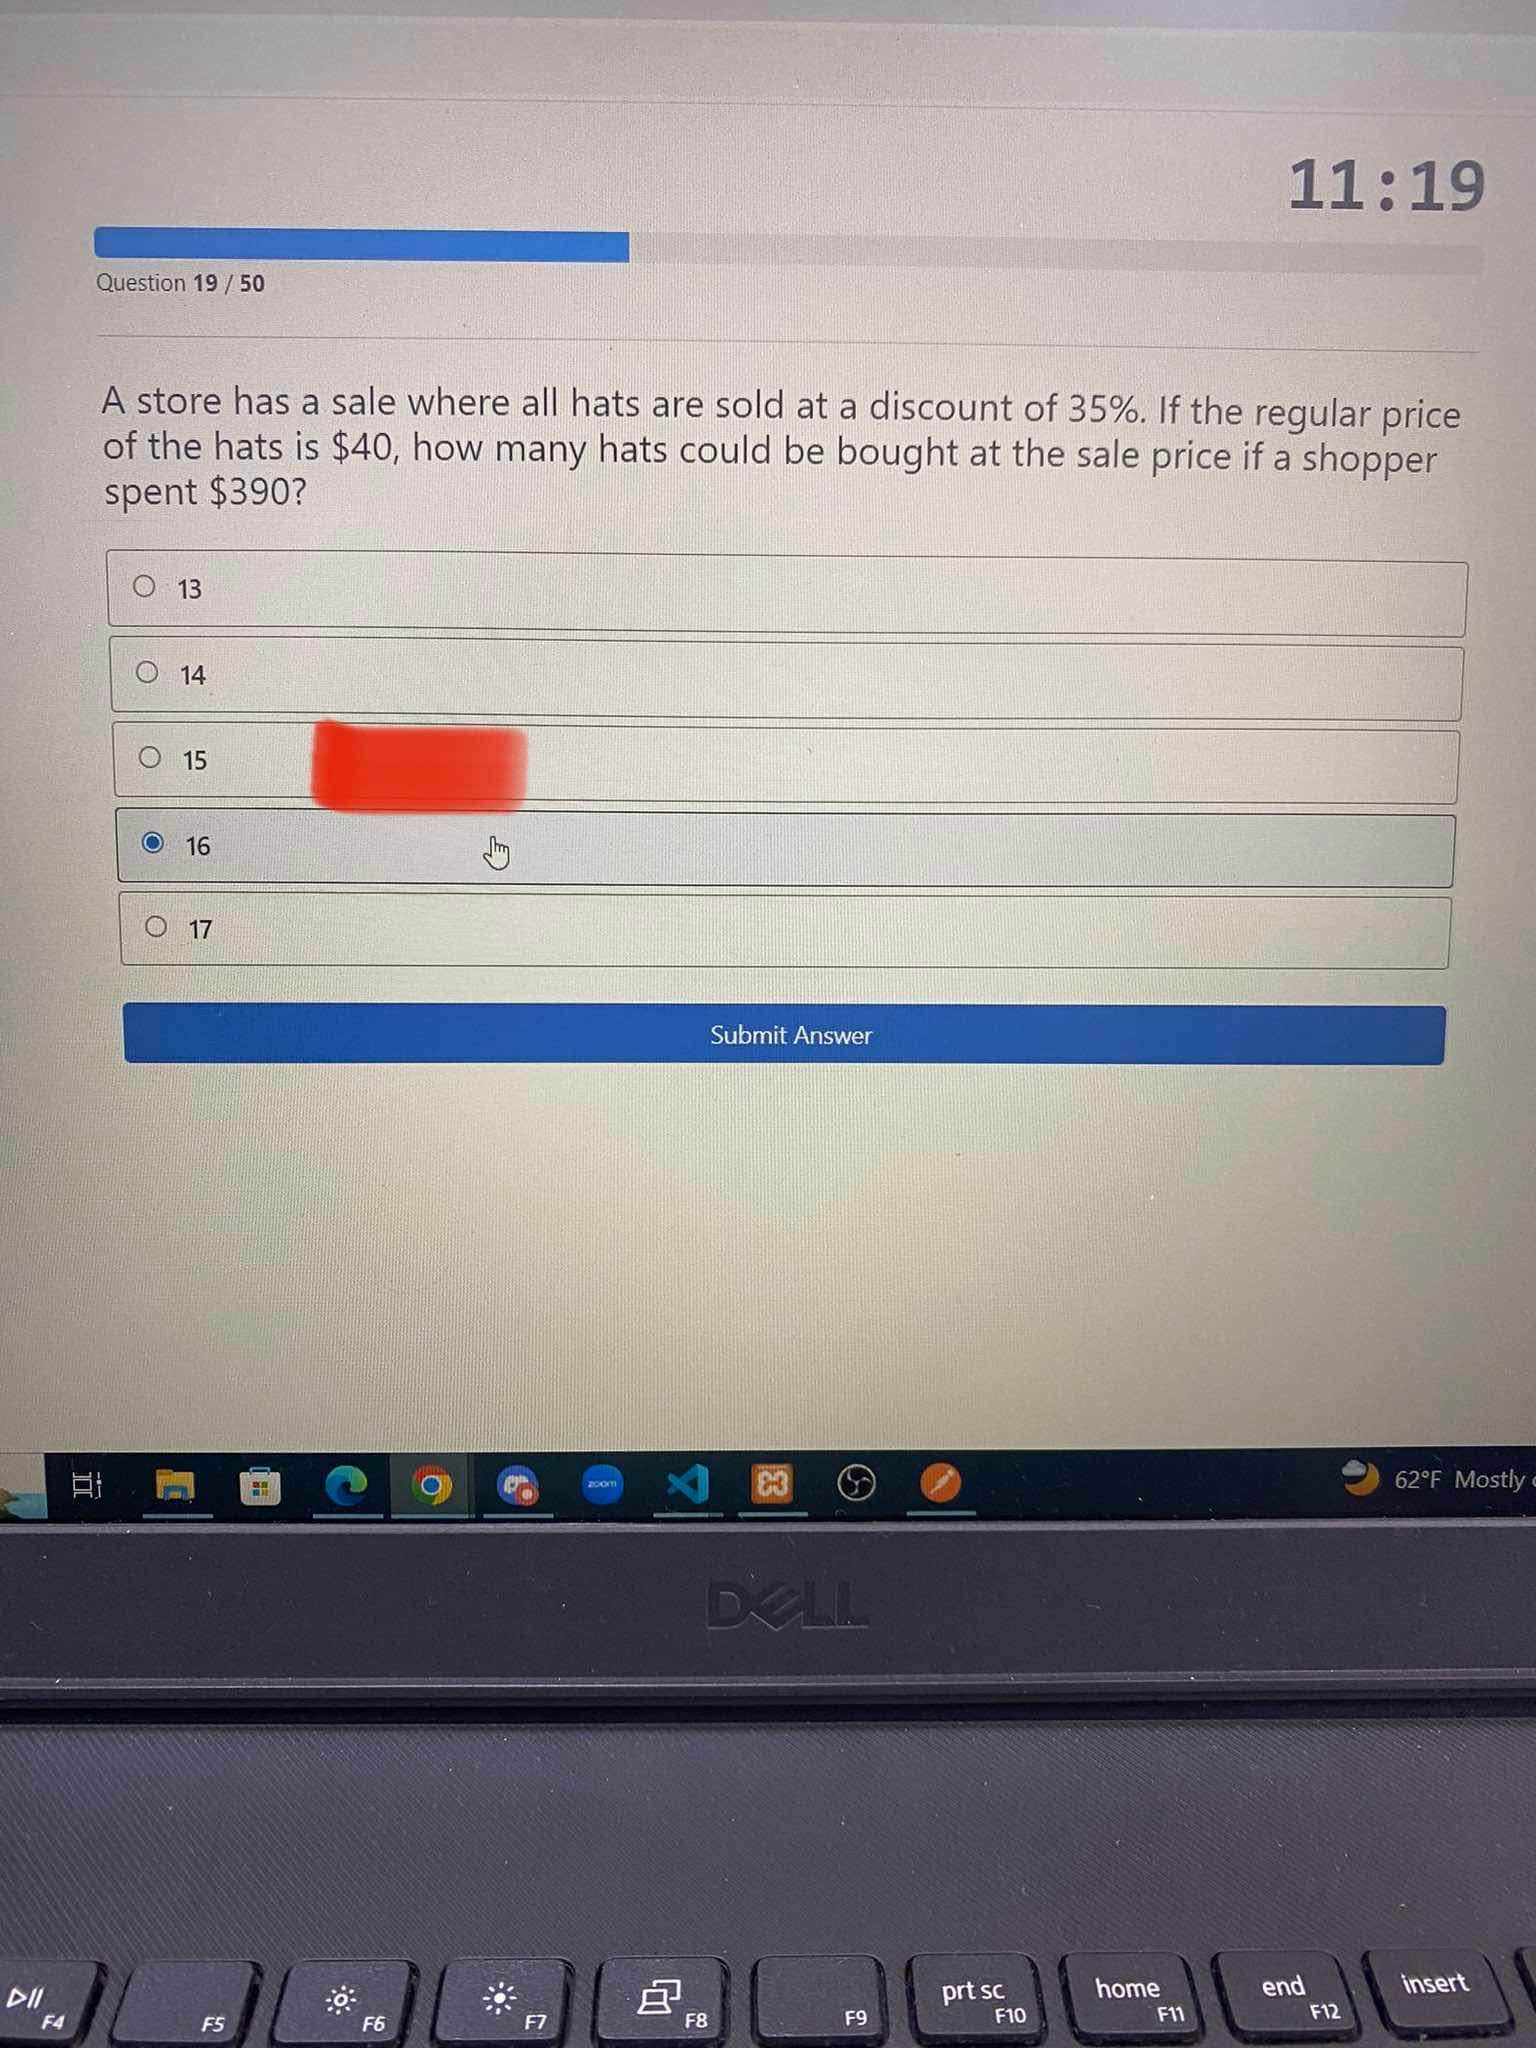 11:19
Question 19 / 50
A store has a sale where all hats are sold at a discount of 35%. If the regular price
of the hats is $40, how many hats could be bought at the sale price if a shopper
spent $390?
13
14
15
16
17
Submit Answer
zoom
62°F Mostly
DELL
F4
F5
F6
F7
F8
F9
prt sc
F10
home
F11
end
F12
insert